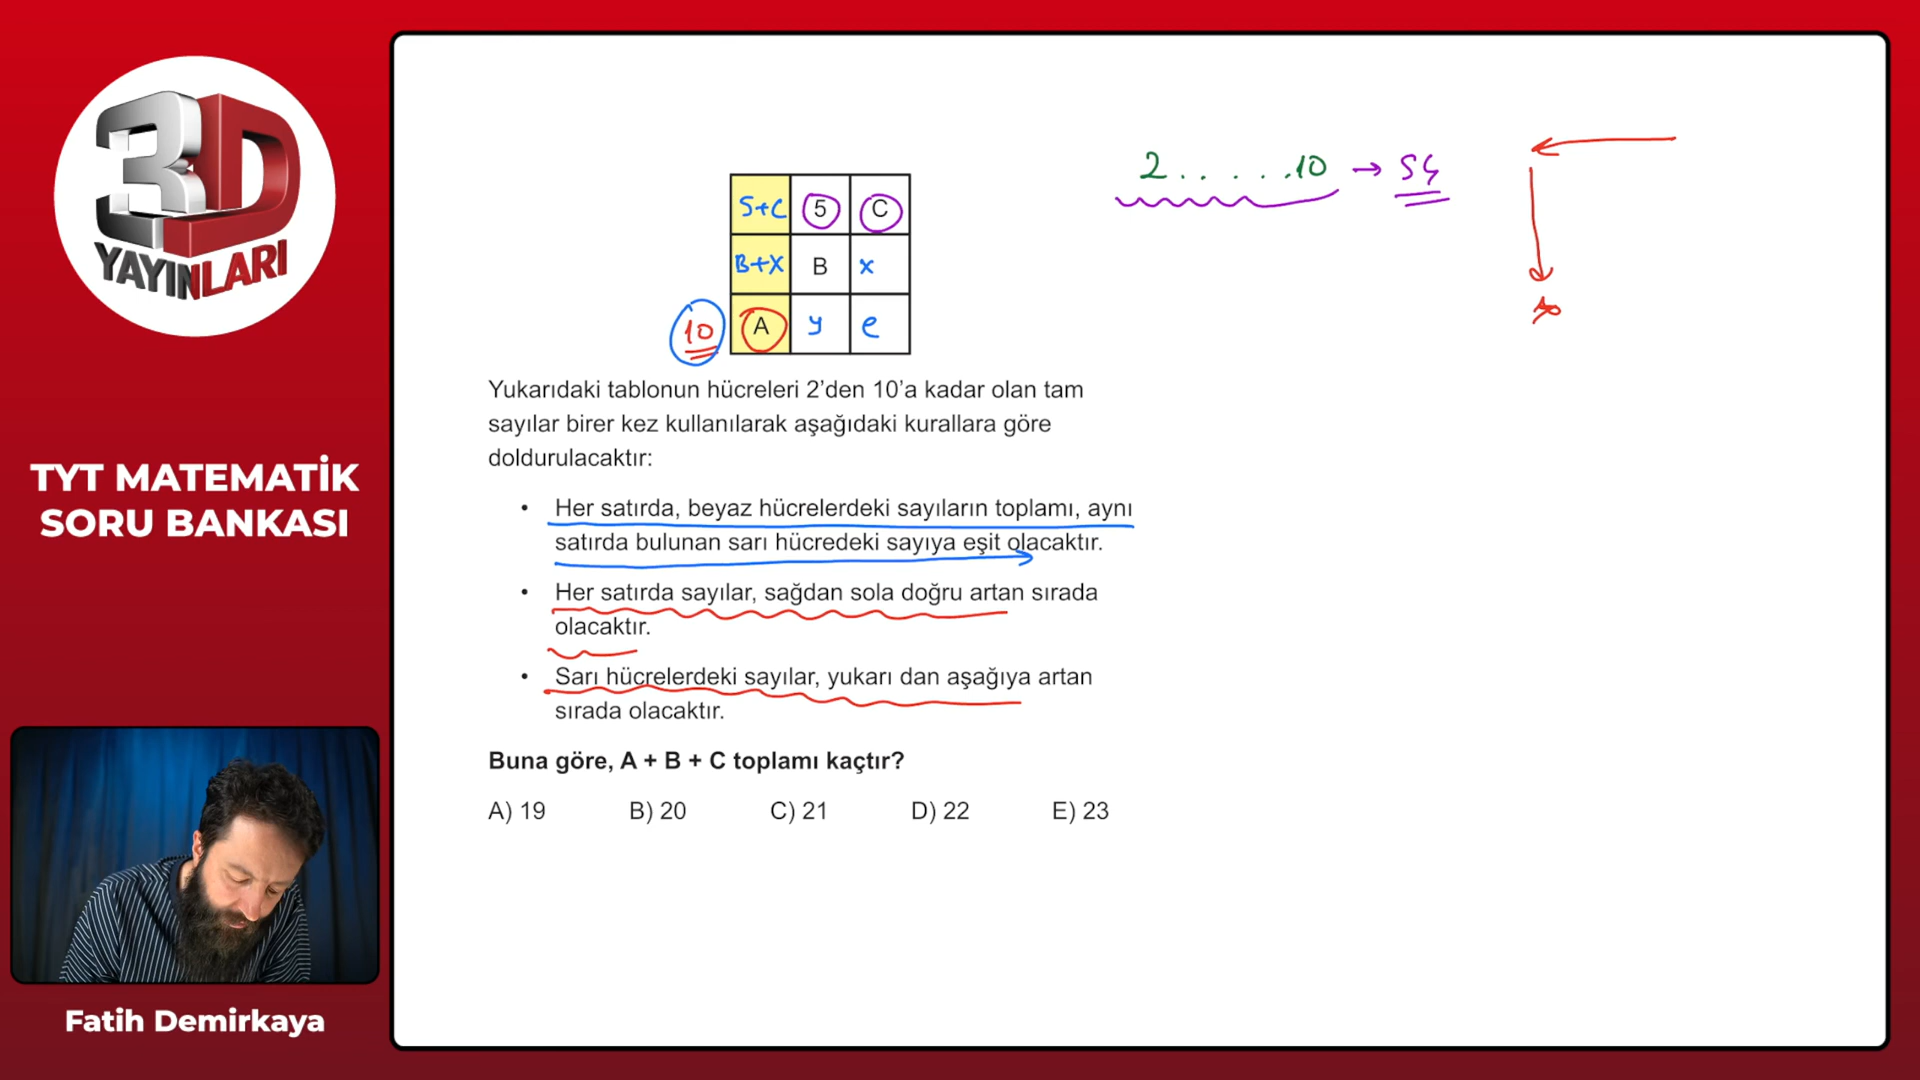 3D
YAYINLARI
TYT MATEMATİK
SORU BANKASI
Fatih Demirkaya
2......10 → 54
5+C 5 C
B+X B x
10 A y e
Yukarıdaki tablonun hücreleri 2’den 10’a kadar olan tam
sayılar birer kez kullanılarak aşağıdaki kurallara göre
doldurulacaktır:
• Her satırda, beyaz hücrelerdeki sayıların toplamı, aynı
satırda bulunan sarı hücredeki sayıya eşit olacaktır.
• Her satırda sayılar, sağdan sola doğru artan sırada
olacaktır.
• Sarı hücrelerdeki sayılar, yukarı dan aşağıya artan
sırada olacaktır.
Buna göre, A + B + C toplamı kaçtır?
A) 19 B) 20 C) 21 D) 22 E) 23